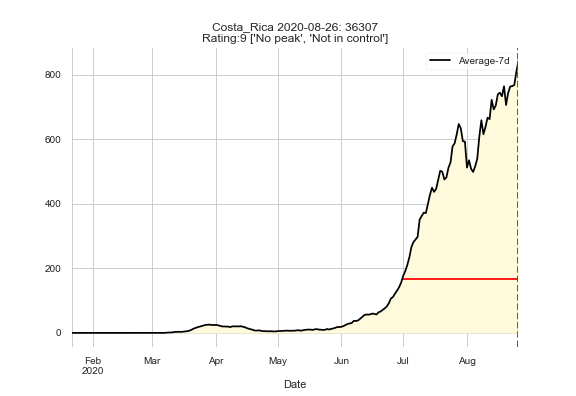 Costa_Rica 2020-08-26: 36307
Rating:9 ['No peak', 'Not in control']
Average-7d
800
600
400
200
0
Feb Mar Apr May Jun Jul Aug
2020
Date